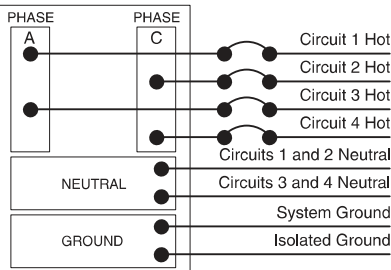 PHASE PHASE
A C
Circuit 1 Hot
Circuit 2 Hot
Circuit 3 Hot
Circuit 4 Hot
Circuits 1 and 2 Neutral
NEUTRAL
Circuits 3 and 4 Neutral
System Ground
GROUND
Isolated Ground